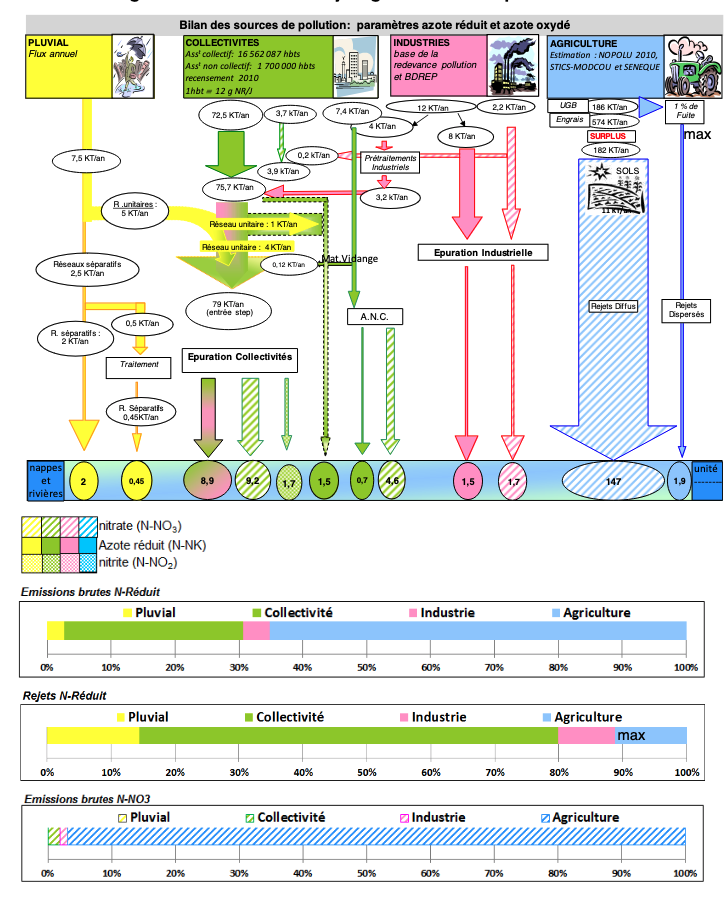 Bilan des sources de pollution: paramètres azote réduit et azote oxydé
PLUVIAL
Flux annuel
COLLECTIVITES
Assᵗ collectif: 16 562 087 hbts
Assᵗ non collectif: 1 700 000 hbts
recensement 2010
1hbt = 12 g NR/J
INDUSTRIES
base de la
redevance pollution
et BDREP
AGRICULTURE
Estimation : NOPOLU 2010,
STICS-MODCOU et SENEQUE
72,5 KT/an
3,7 kT/an
7,4 KT/an
4 KT/an
12 KT/an
2,2 KT/an
8 KT/an
UGB
186 KT/an
Engrais
574 KT/an
SURPLUS
182 KT/an
1 % de
Fuite
max
7,5 KT/an
0,2 kT/an
3,9 KT/an
Prétraitements
Industriels
75,7 KT/an
3,2 KT/an
SOLS
11 KT/an
R .unitaires :
5 KT/an
Réseau unitaire : 1 KT/an
Réseau unitaire : 4 KT/an
Mat.Vidange
0,12 KT/an
Epuration Industrielle
Réseaux séparatifs
2,5 KT/an
79 KT/an
(entrée step)
A.N.C.
Rejets Diffus
Rejets
Dispersés
R. séparatifs :
2 KT/an
0,5 KT/an
Epuration Collectivités
Traitement
R. Séparatifs
0,45KT/an
nappes
et
rivières
2
0,45
8,9
9,2
1,7
1,5
0,7
4,6
1,5
1,7
147
1,9
unité
nitrate (N-NO₃)
Azote réduit (N-NK)
nitrite (N-NO₂)
Emissions brutes N-Réduit
Pluvial Collectivité Industrie Agriculture
0% 10% 20% 30% 40% 50% 60% 70% 80% 90% 100%
Rejets N-Réduit
Pluvial Collectivité Industrie Agriculture
max
0% 10% 20% 30% 40% 50% 60% 70% 80% 90% 100%
Emissions brutes N-NO3
Pluvial Collectivité Industrie Agriculture
0% 10% 20% 30% 40% 50% 60% 70% 80% 90% 100%